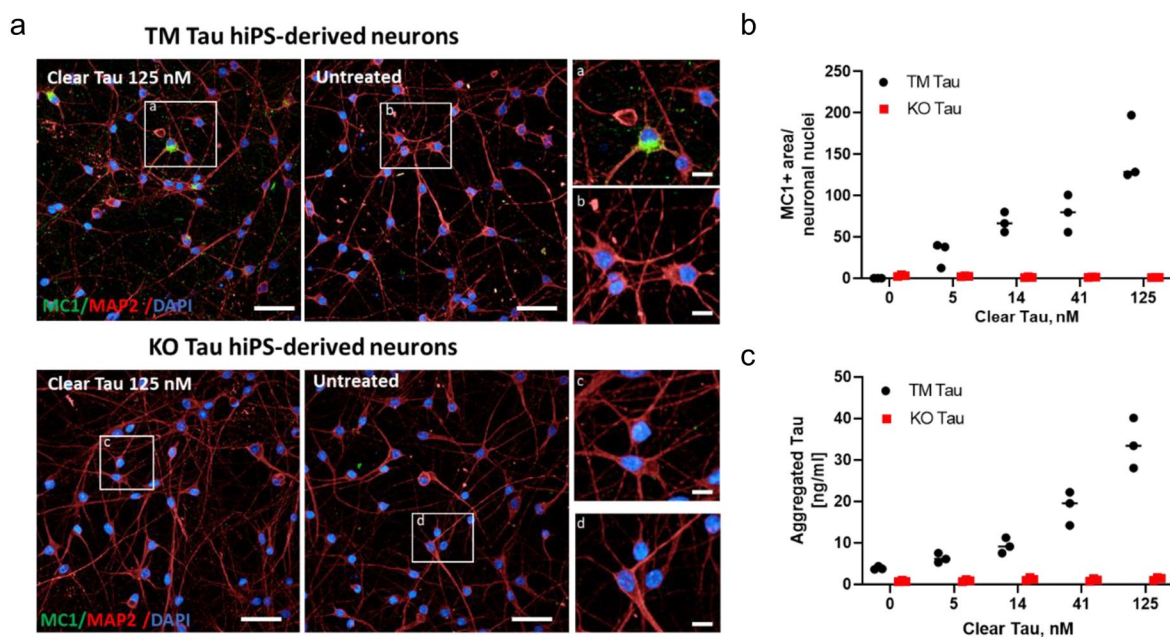 a
TM Tau hiPS-derived neurons
Clear Tau 125 nM
Untreated
a
b
a
b
MC1/MAP2 /DAPI
KO Tau hiPS-derived neurons
Clear Tau 125 nM
Untreated
c
d
c
d
MC1/MAP2 /DAPI
b
MC1+ area/
neuronal nuclei
250
200
150
100
50
0
TM Tau
KO Tau
0 5 14 41 125
Clear Tau, nM
c
Aggregated Tau
[ng/ml]
50
40
30
20
10
0
TM Tau
KO Tau
0 5 14 41 125
Clear Tau, nM